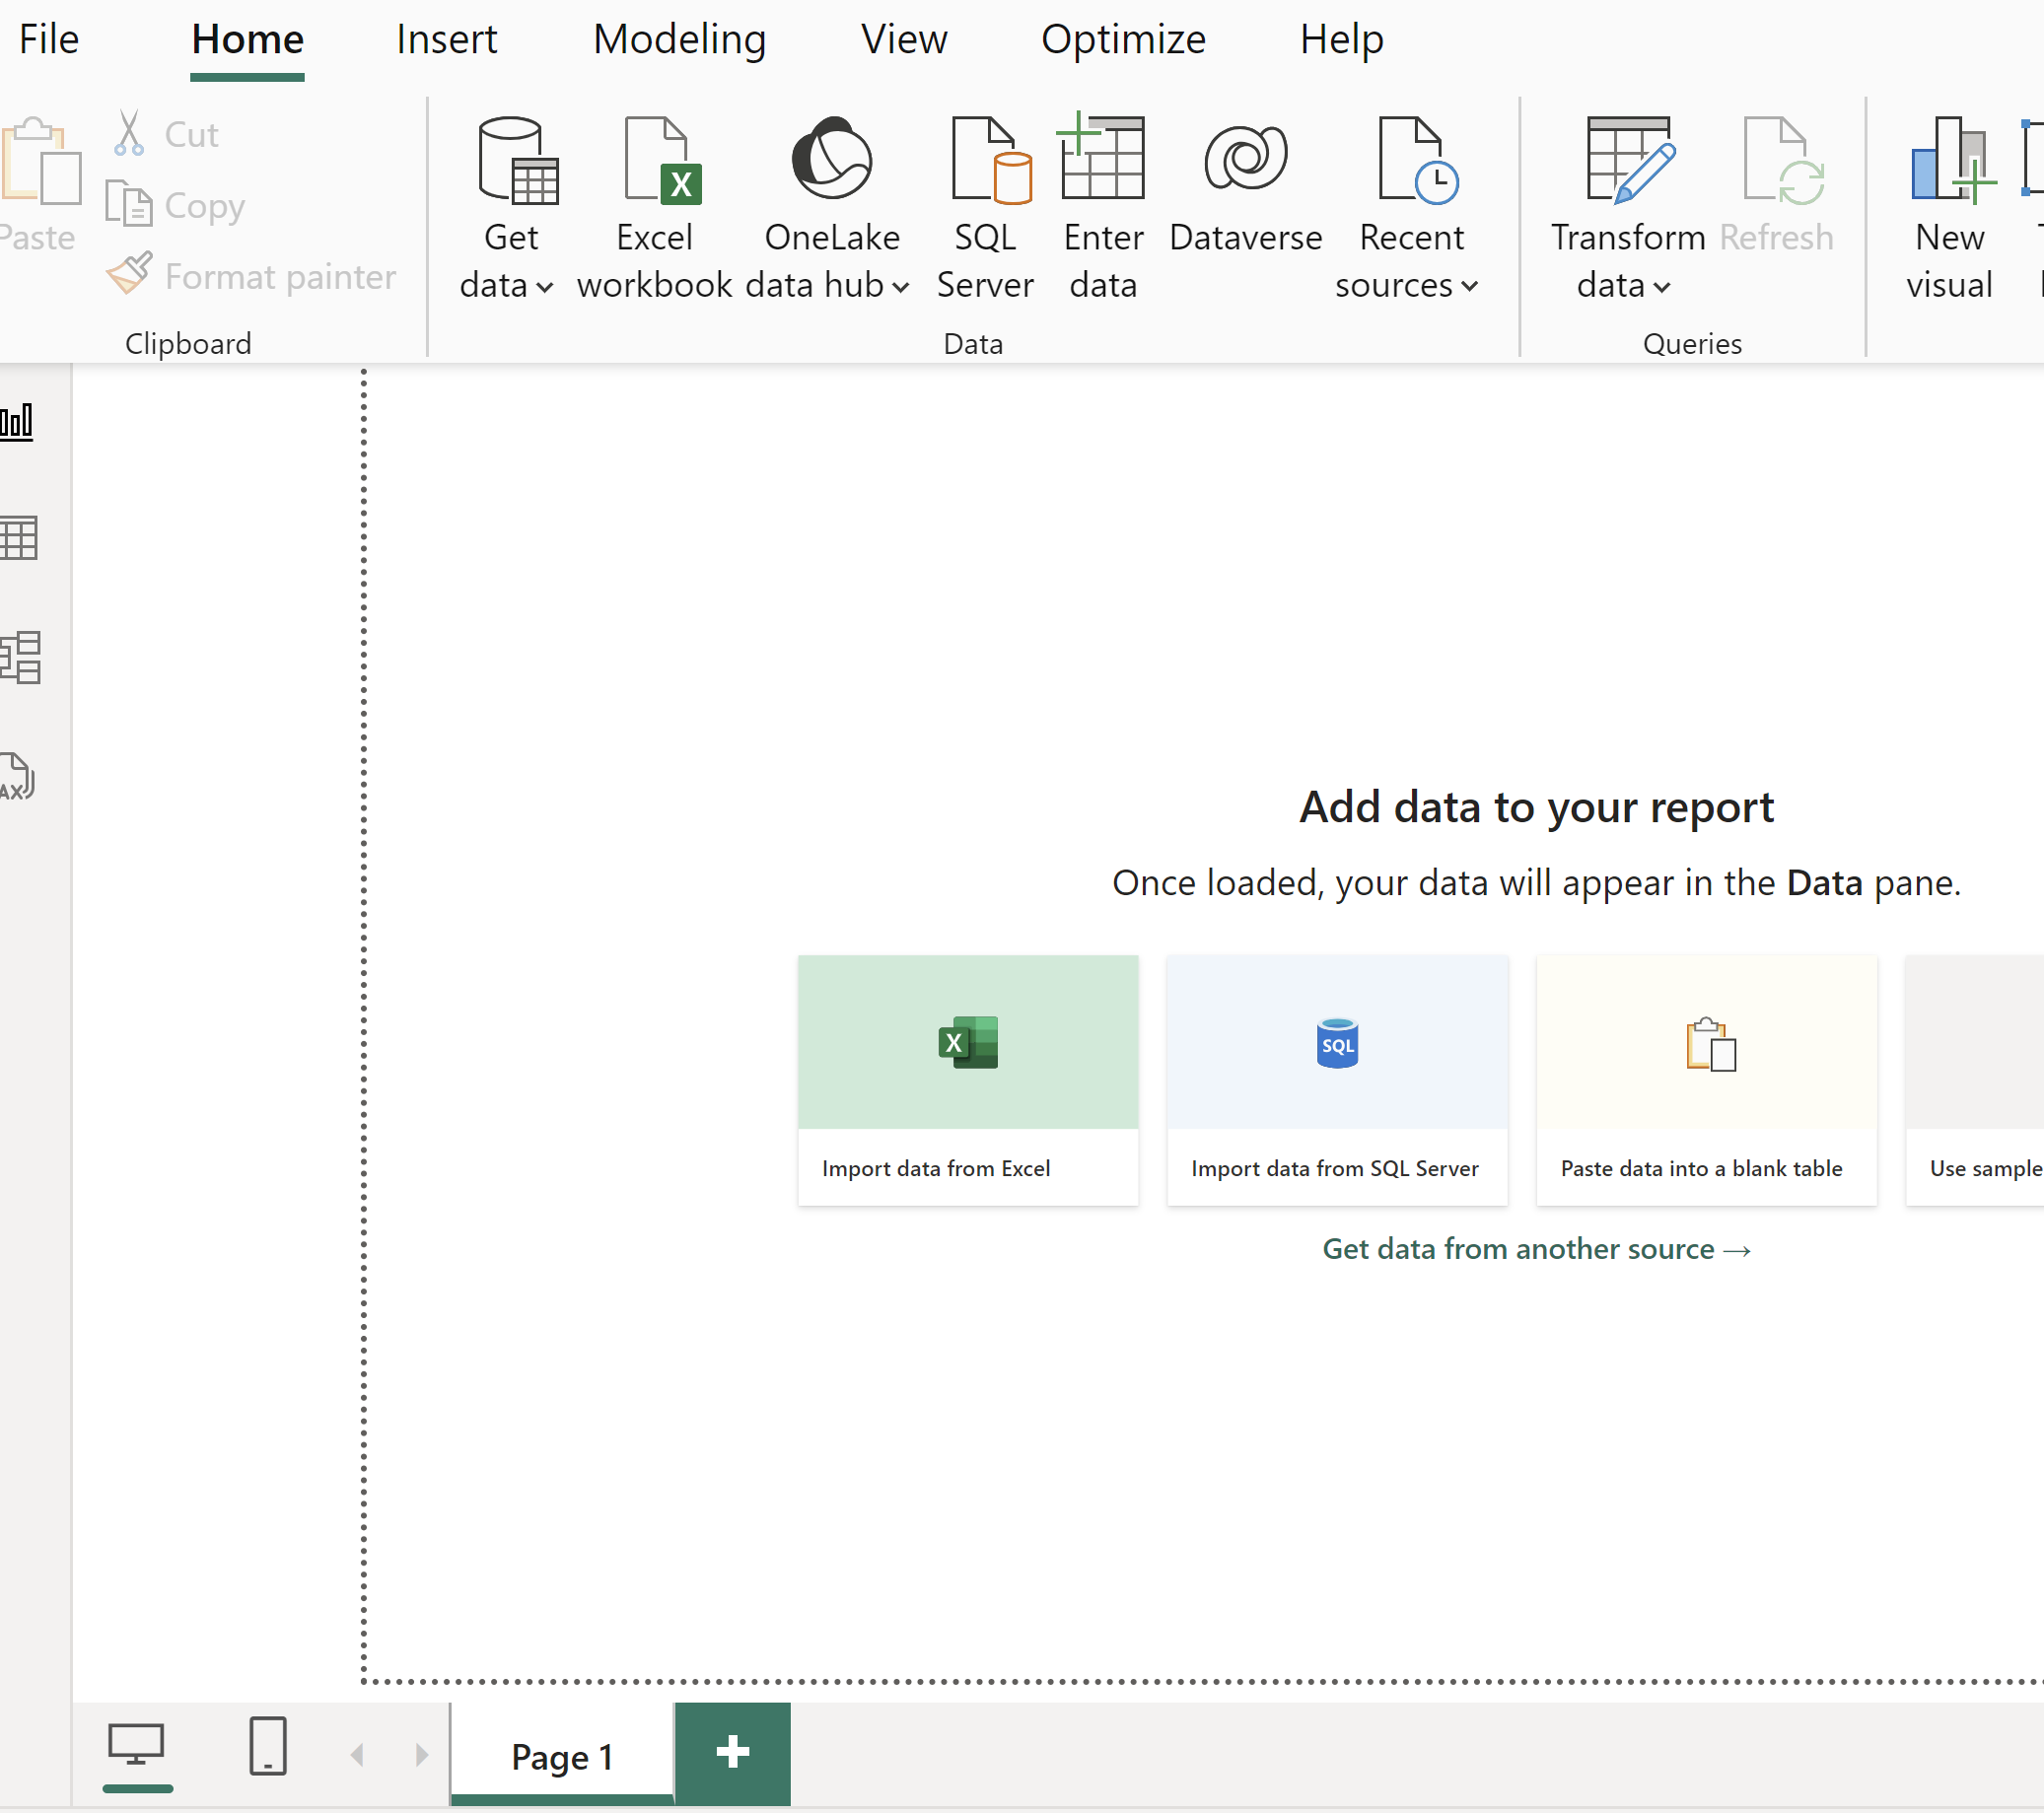 File Home Insert Modeling View Optimize Help
Paste
Cut
Copy
Format painter
Clipboard
Get
data
Excel
workbook
OneLake
data hub
SQL
Server
Enter
data
Dataverse
Recent
sources
Data
Transform
data
Refresh
Queries
New
visual
Add data to your report
Once loaded, your data will appear in the Data pane.
X
Import data from Excel
SQL
Import data from SQL Server
Paste data into a blank table
Use sample
Get data from another source →
Page 1